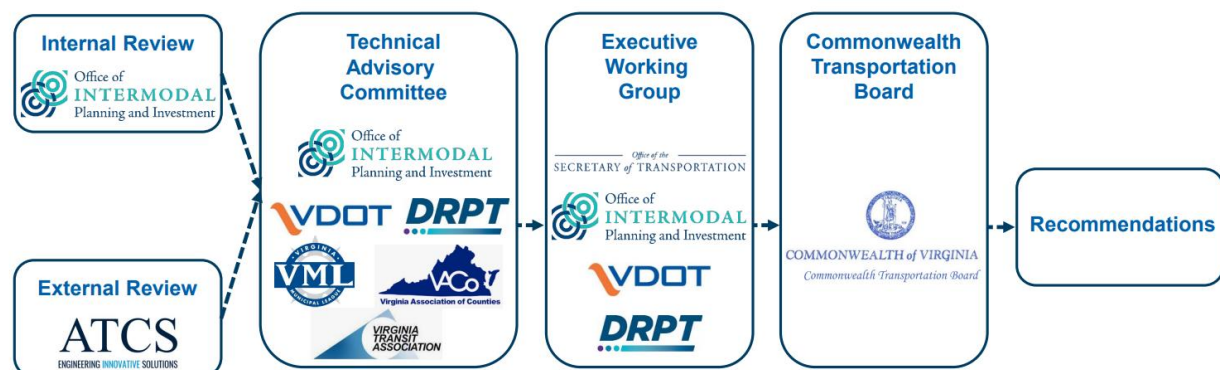 Internal Review
Office of
INTERMODAL
Planning and Investment
External Review
ATCS
ENGINEERING INNOVATIVE SOLUTIONS
Technical
Advisory
Committee
Office of
INTERMODAL
Planning and Investment
VDOT DRPT
VIRGINIA
VML
MUNICIPAL LEAGUE
VACo
Virginia Association of Counties
VIRGINIA
TRANSIT
ASSOCIATION
Executive
Working
Group
Office of the
SECRETARY of TRANSPORTATION
Office of
INTERMODAL
Planning and Investment
VDOT
DRPT
Commonwealth
Transportation
Board
COMMONWEALTH of VIRGINIA
Commonwealth Transportation Board
Recommendations